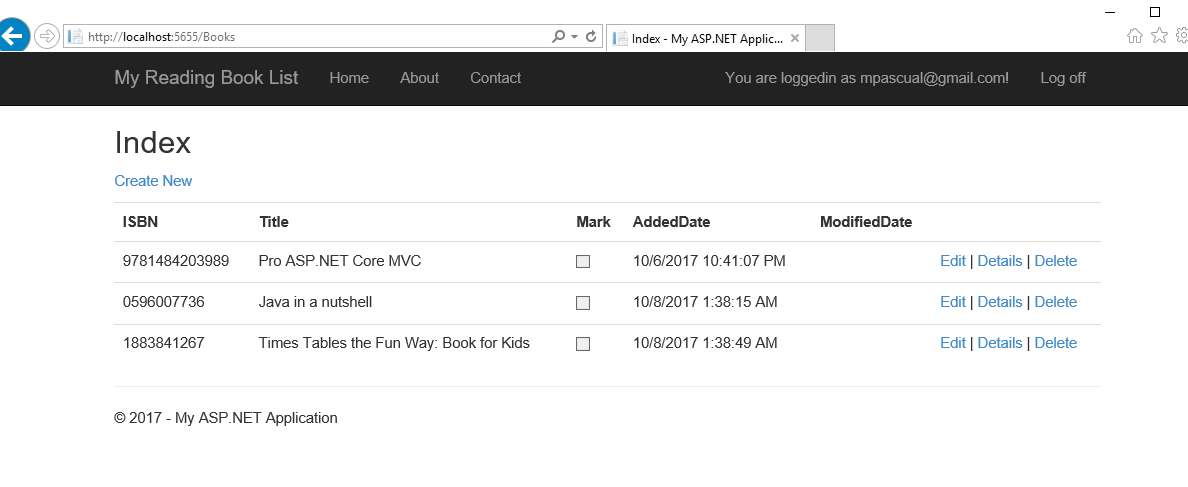 http://localhost:5655/Books Index - My ASP.NET Applic...
My Reading Book List Home About Contact You are loggedin as mpascual@gmail.com! Log off
Index
Create New
ISBN Title Mark AddedDate ModifiedDate
9781484203989 Pro ASP.NET Core MVC 10/6/2017 10:41:07 PM Edit | Details | Delete
0596007736 Java in a nutshell 10/8/2017 1:38:15 AM Edit | Details | Delete
1883841267 Times Tables the Fun Way: Book for Kids 10/8/2017 1:38:49 AM Edit | Details | Delete
© 2017 - My ASP.NET Application